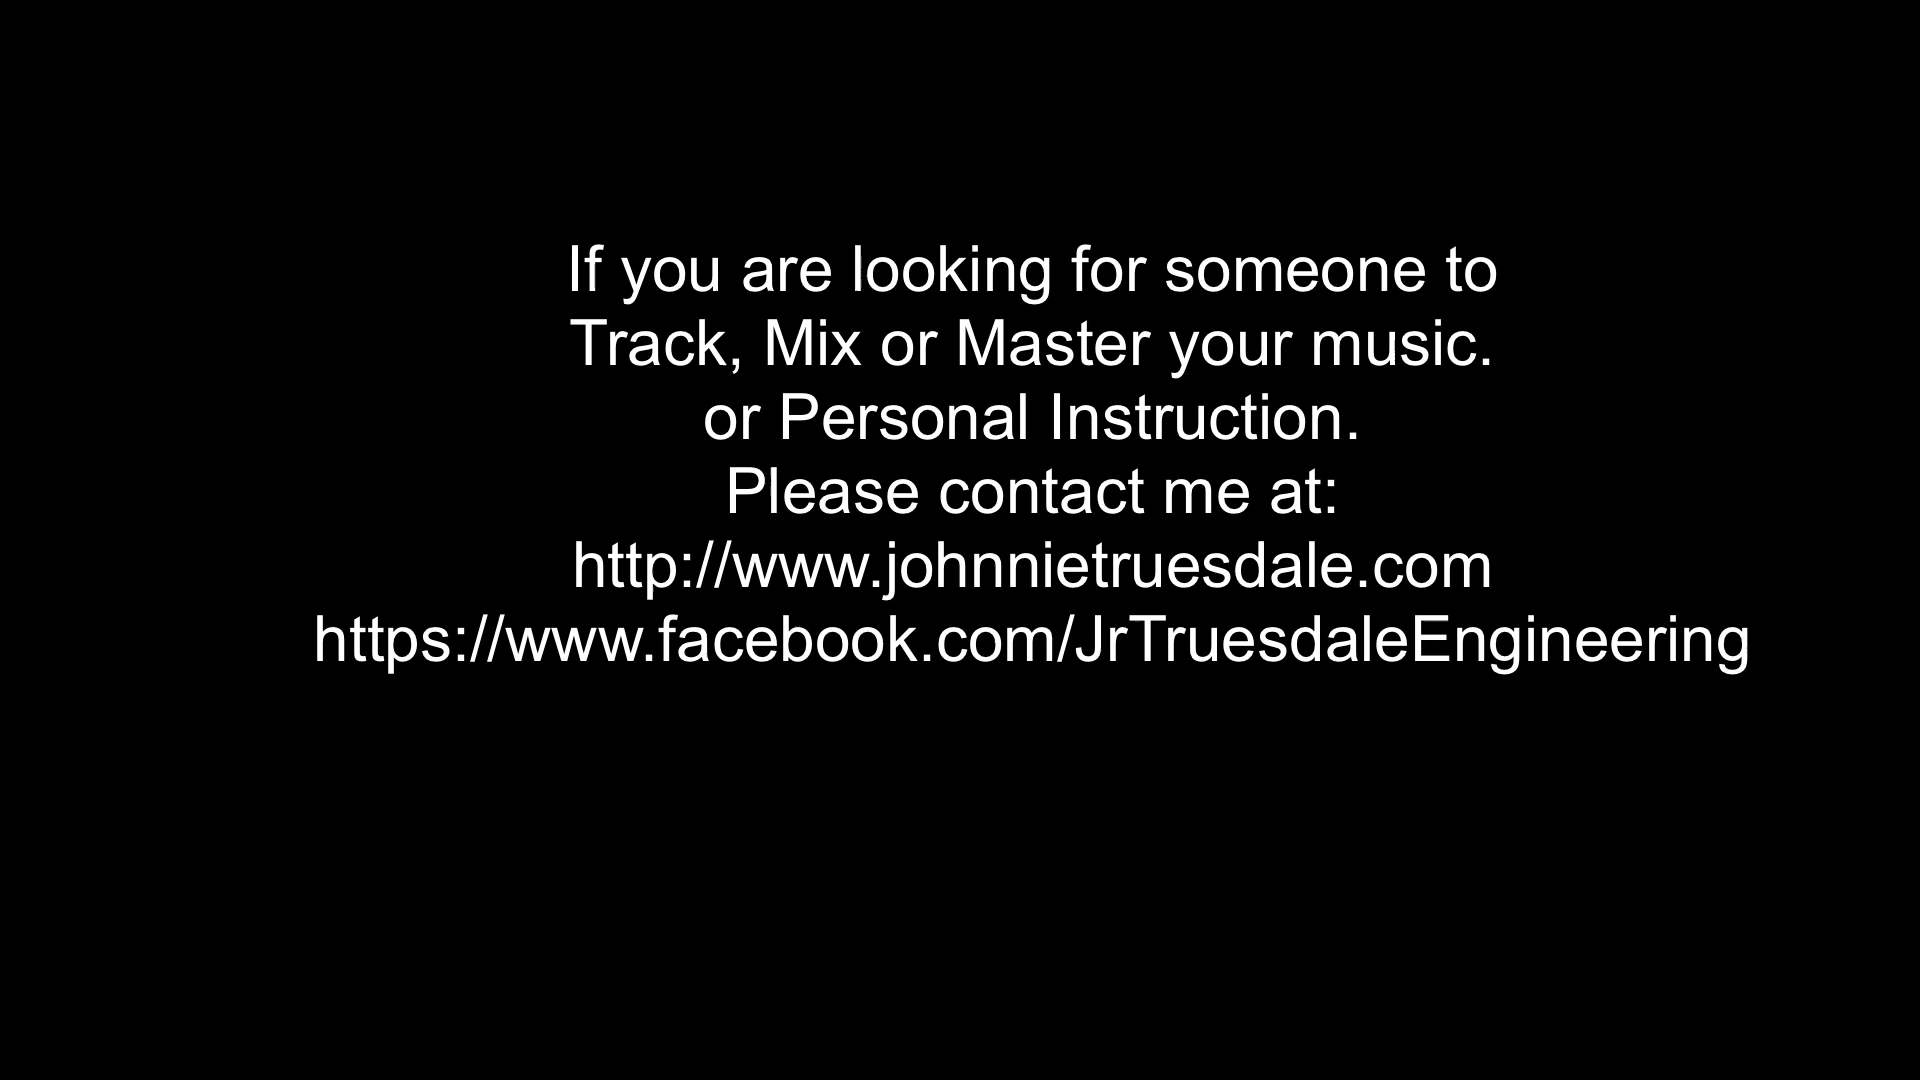 If you are looking for someone to
Track, Mix or Master your music.
or Personal Instruction.
Please contact me at:
http://www.johnnietruesdale.com
https://www.facebook.com/JrTruesdaleEngineering